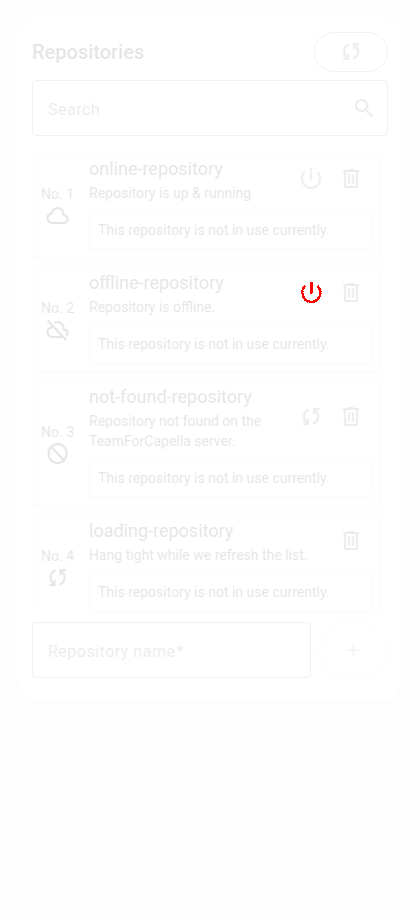 Repositories
Search
online-repository
No. 1
Repository is up & running
This repository is not in use currently.
offline-repository
No. 2
Repository is offline.
This repository is not in use currently.
not-found-repository
No. 3
Repository not found on the
TeamForCapella server.
This repository is not in use currently.
loading-repository
No. 4
Hang tight while we refresh the list.
This repository is not in use currently.
Repository name*